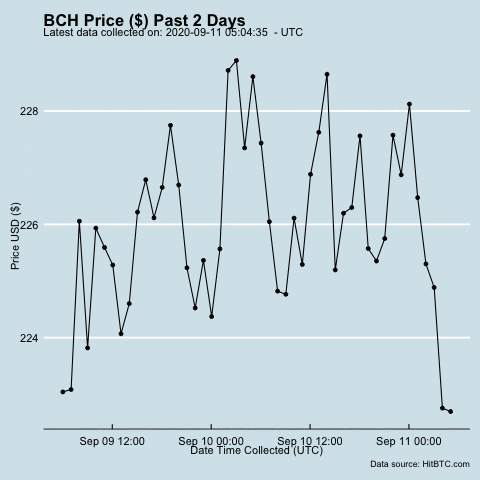 BCH Price ($) Past 2 Days
Latest data collected on: 2020-09-11 05:04:35 - UTC
228
226
224
Price USD ($)
Sep 09 12:00
Sep 10 00:00
Sep 10 12:00
Sep 11 00:00
Date Time Collected (UTC)
Data source: HitBTC.com